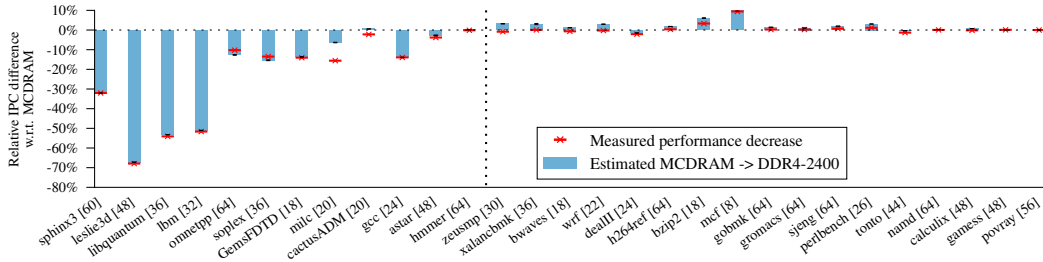 Relative IPC difference
w.r.t. MCDRAM
10%
0%
-10%
-20%
-30%
-40%
-50%
-60%
-70%
-80%
Measured performance decrease
Estimated MCDRAM -> DDR4-2400
sphinx3 [60]
leslie3d [48]
libquantum [36]
lbm [32]
omnetpp [64]
soplex [36]
GemsFDTD [18]
milc [20]
cactusADM [20]
gcc [24]
astar [48]
hmmer [64]
zeusmp [30]
xalancbmk [36]
bwaves [18]
wrf [22]
dealII [24]
h264ref [64]
bzip2 [18]
mcf [8]
gobmk [64]
gromacs [64]
sjeng [64]
perlbench [26]
tonto [44]
namd [64]
calculix [48]
gamess [48]
povray [56]